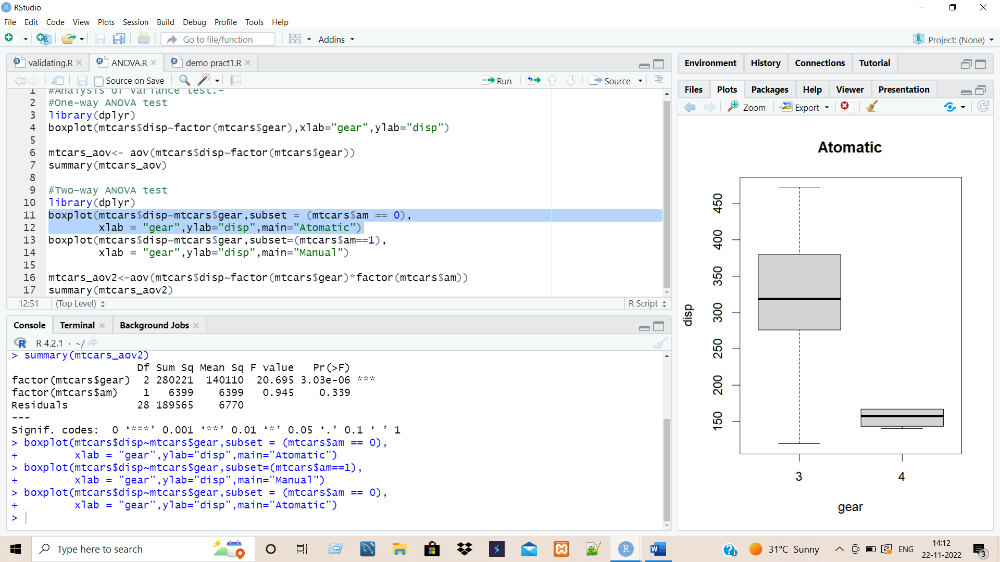 RStudio
File Edit Code View Plots Session Build Debug Profile Tools Help
Go to file/function Addins Project: (None)
validating.R ANOVA.R demo pract1.R
Source on Save Run Source
1 #Analysis of variance test:-
2 #One-way ANOVA test
3 library(dplyr)
4 boxplot(mtcars$disp~factor(mtcars$gear),xlab="gear",ylab="disp")
5
6 mtcars_aov<- aov(mtcars$disp~factor(mtcars$gear))
7 summary(mtcars_aov)
8
9 #Two-way ANOVA test
10 library(dplyr)
11 boxplot(mtcars$disp~mtcars$gear,subset = (mtcars$am == 0),
12         xlab = "gear",ylab="disp",main="Atomatic")
13 boxplot(mtcars$disp~mtcars$gear,subset=(mtcars$am==1),
14         xlab = "gear",ylab="disp",main="Manual")
15
16 mtcars_aov2<-aov(mtcars$disp~factor(mtcars$gear)*factor(mtcars$am))
17 summary(mtcars_aov2)
12:51 (Top Level) R Script
Console Terminal Background Jobs
R 4.2.1 · ~/
> summary(mtcars_aov2)
                    Df Sum Sq Mean Sq F value   Pr(>F)
factor(mtcars$gear)  2 280221  140110  20.695 3.03e-06 ***
factor(mtcars$am)    1   6399    6399   0.945    0.339
Residuals           28 189565    6770
---
Signif. codes:  0 ‘***’ 0.001 ‘**’ 0.01 ‘*’ 0.05 ‘.’ 0.1 ‘ ’ 1
> boxplot(mtcars$disp~mtcars$gear,subset = (mtcars$am == 0),
+         xlab = "gear",ylab="disp",main="Atomatic")
> boxplot(mtcars$disp~mtcars$gear,subset=(mtcars$am==1),
+         xlab = "gear",ylab="disp",main="Manual")
> boxplot(mtcars$disp~mtcars$gear,subset = (mtcars$am == 0),
+         xlab = "gear",ylab="disp",main="Atomatic")
>
Environment History Connections Tutorial
Files Plots Packages Help Viewer Presentation
Zoom Export
Atomatic
450
400
350
300
250
200
150
disp
3 4
gear
Type here to search
31°C Sunny ENG
14:12
22-11-2022
3